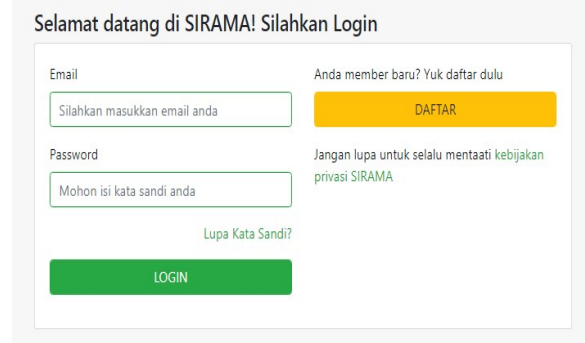 Selamat datang di SIRAMA! Silahkan Login
Email
Silahkan masukkan email anda
Password
Mohon isi kata sandi anda
Lupa Kata Sandi?
LOGIN
Anda member baru? Yuk daftar dulu
DAFTAR
Jangan lupa untuk selalu mentaati kebijakan
privasi SIRAMA